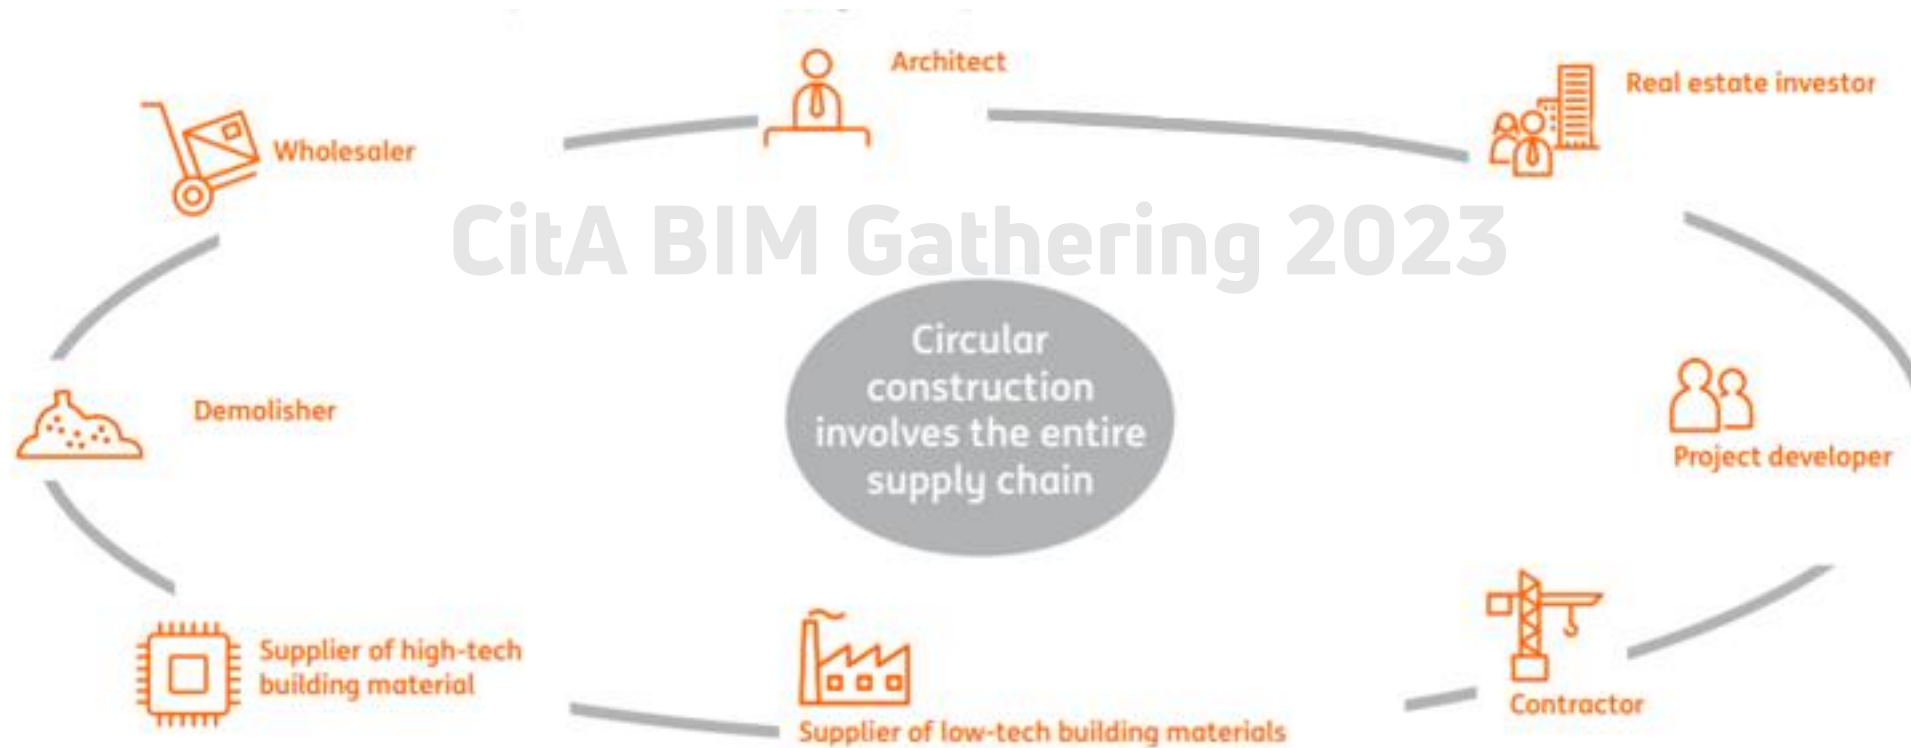 Architect
Real estate investor
Wholesaler
CitA BIM Gathering 2023
Circular
construction
involves the entire
supply chain
Demolisher
Project developer
Supplier of high-tech
building material
Contractor
Supplier of low-tech building materials